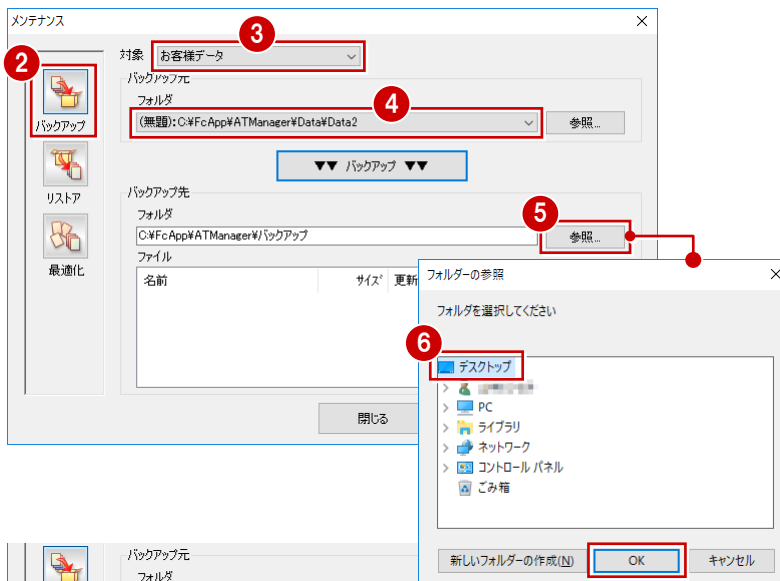 メンテナンス
3
対象 お客様データ
2
バックアップ元
フォルダ
4
(無題):C:¥FcApp¥ATManager¥Data¥Data2 参照...
バックアップ
▼▼ バックアップ ▼▼
リストア
バックアップ先
フォルダ
5
C:¥FcApp¥ATManager¥バックアップ 参照...
ファイル
最適化
名前 サイズ 更新
閉じる
フォルダーの参照
フォルダを選択してください
6
デスクトップ
PC
ライブラリ
ネットワーク
コントロール パネル
ごみ箱
新しいフォルダーの作成(N) OK キャンセル
バックアップ元
フォルダ